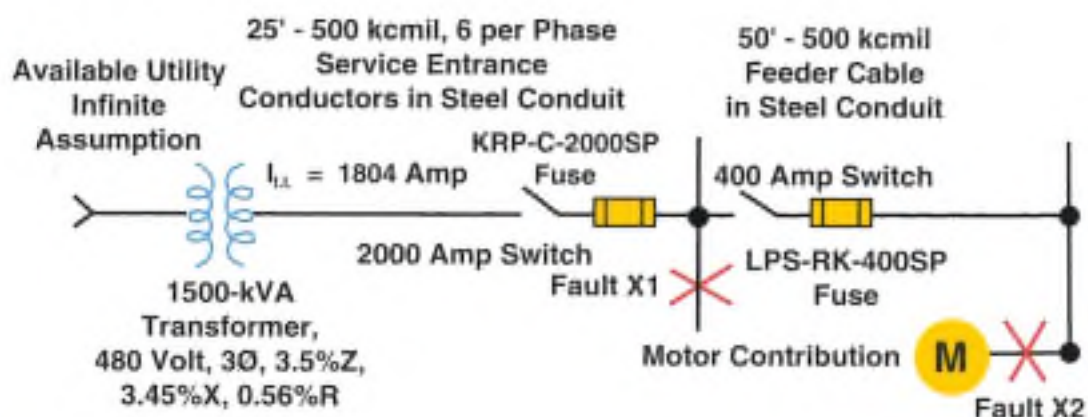 25' - 500 kcmil, 6 per Phase
Service Entrance
Conductors in Steel Conduit
50' - 500 kcmil
Feeder Cable
in Steel Conduit
Available Utility
Infinite
Assumption
KRP-C-2000SP
Fuse
I = 1804 Amp
400 Amp Switch
2000 Amp Switch
Fault X1
LPS-RK-400SP
Fuse
1500-kVA
Transformer,
480 Volt, 3Ø, 3.5%Z,
3.45%X, 0.56%R
Motor Contribution
M
Fault X2